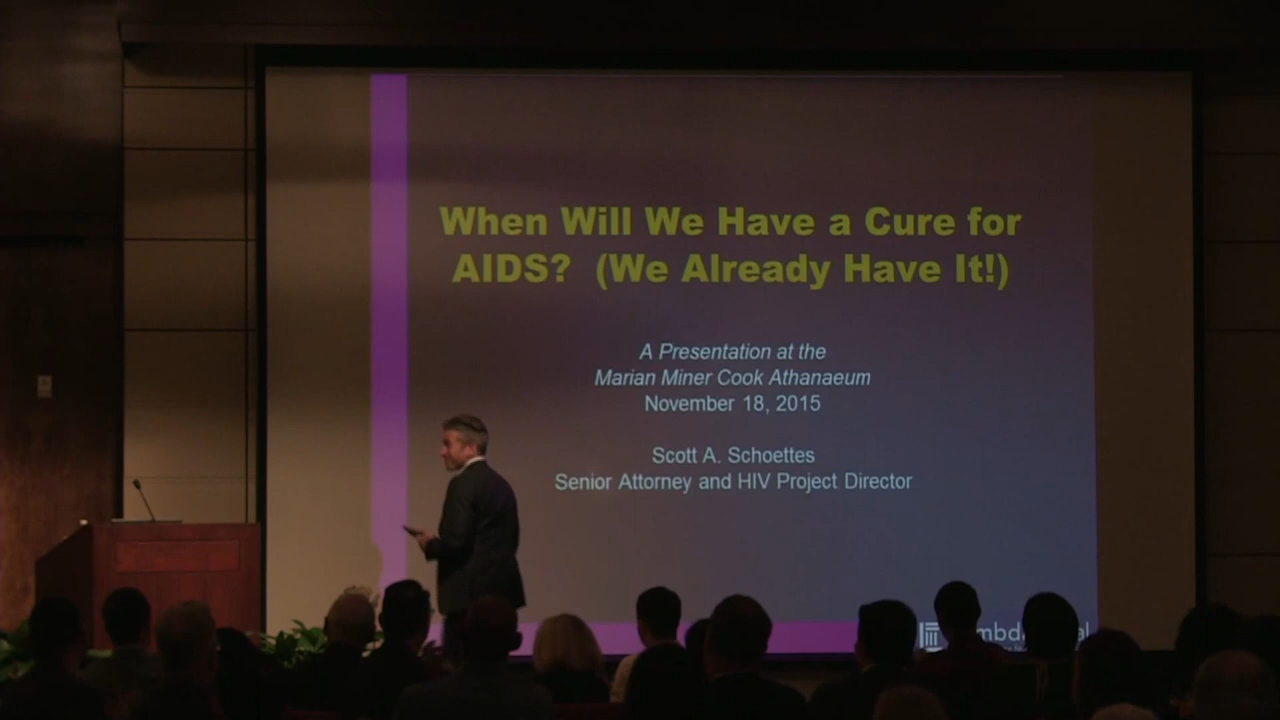 When Will We Have a Cure for
AIDS? (We Already Have It!)
A Presentation at the
Marian Miner Cook Athanaeum
November 18, 2015
Scott A. Schoettes
Senior Attorney and HIV Project Director